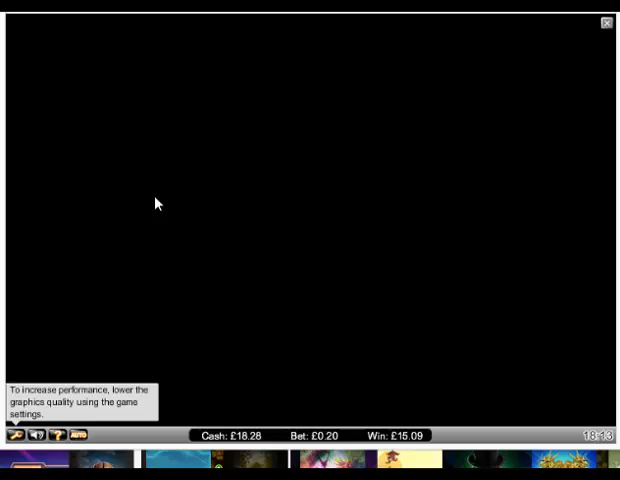 To increase performance, lower the
graphics quality using the game
settings.
? AUTO Cash: £18.28 Bet: £0.20 Win: £15.09 18:13